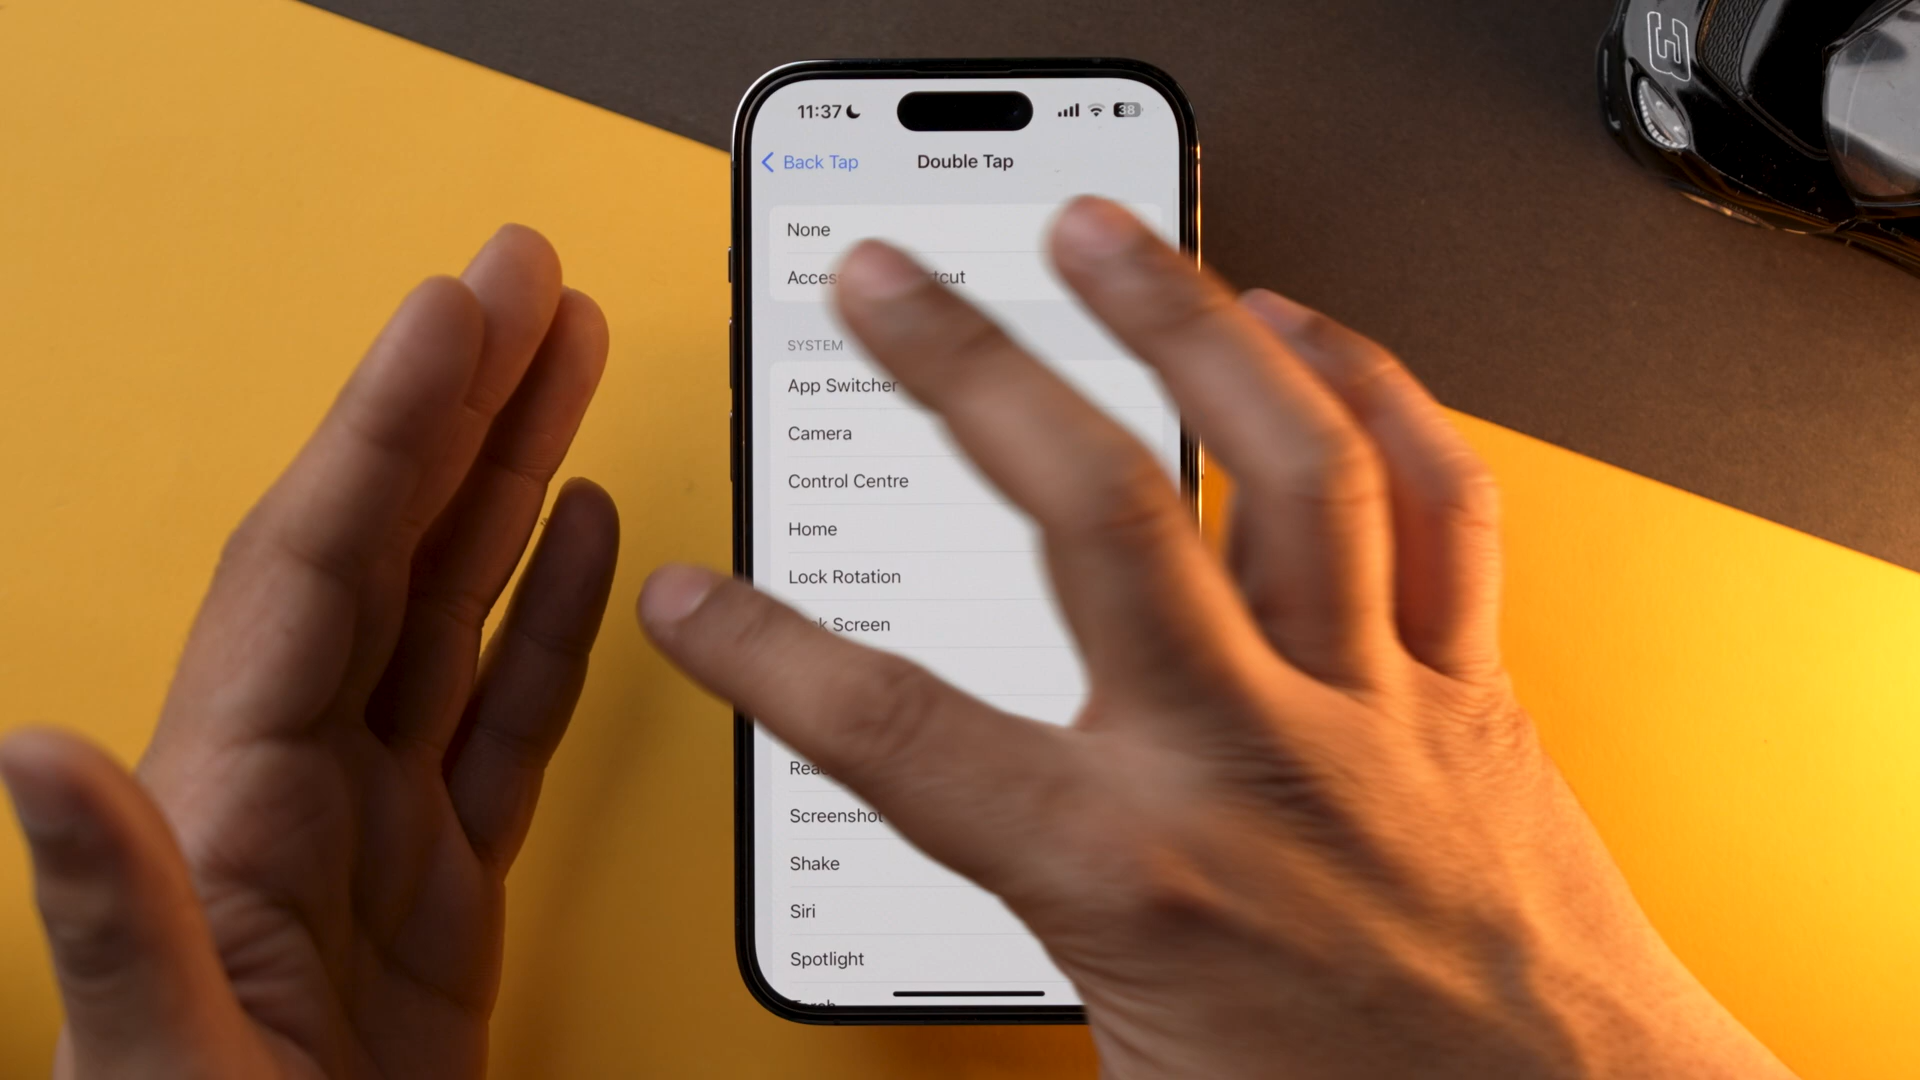 11:37
38
Back Tap
Double Tap
None
SYSTEM
App Switcher
Camera
Control Centre
Home
Lock Rotation
Screen
Screenshot
Shake
Siri
Spotlight
3